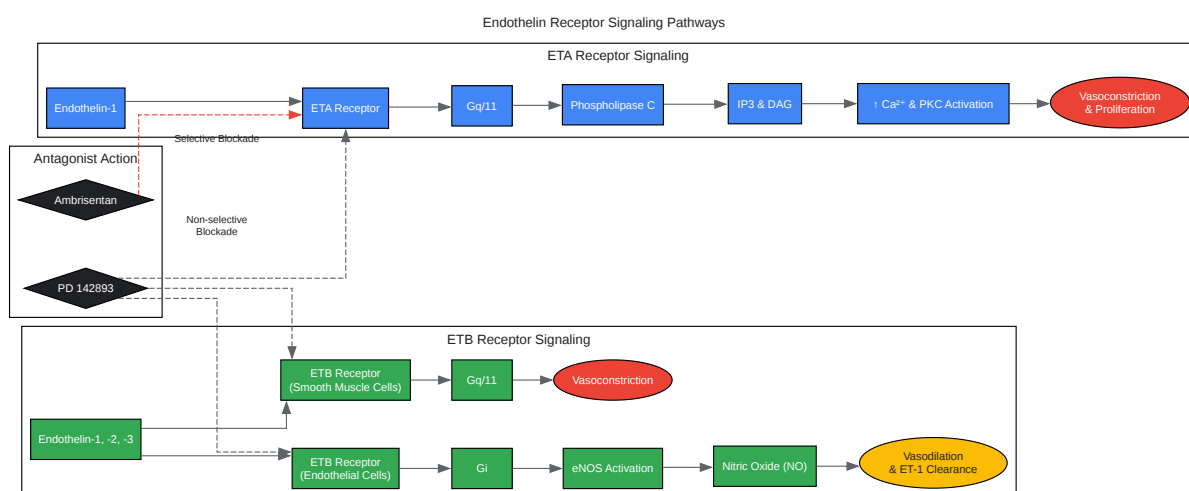 Endothelin Receptor Signaling Pathways
ETA Receptor Signaling
Endothelin-1
ETA Receptor
Gq/11
Phospholipase C
IP3 & DAG
↑ Ca²⁺ & PKC Activation
Vasoconstriction
& Proliferation
Selective Blockade
Antagonist Action
Ambrisentan
Non-selective
Blockade
PD 142893
ETB Receptor Signaling
ETB Receptor
(Smooth Muscle Cells)
Gq/11
Vasoconstriction
Endothelin-1, -2, -3
ETB Receptor
(Endothelial Cells)
Gi
eNOS Activation
Nitric Oxide (NO)
Vasodilation
& ET-1 Clearance